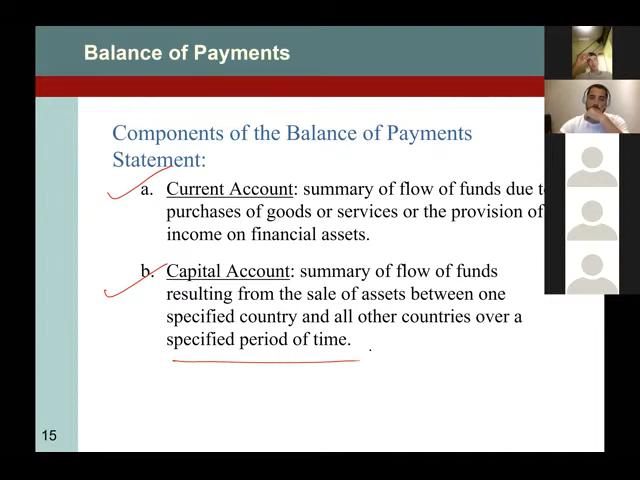 Balance of Payments
Components of the Balance of Payments
Statement:
a. Current Account: summary of flow of funds due
purchases of goods or services or the provision of
income on financial assets.
b. Capital Account: summary of flow of funds
resulting from the sale of assets between one
specified country and all other countries over a
specified period of time.
15